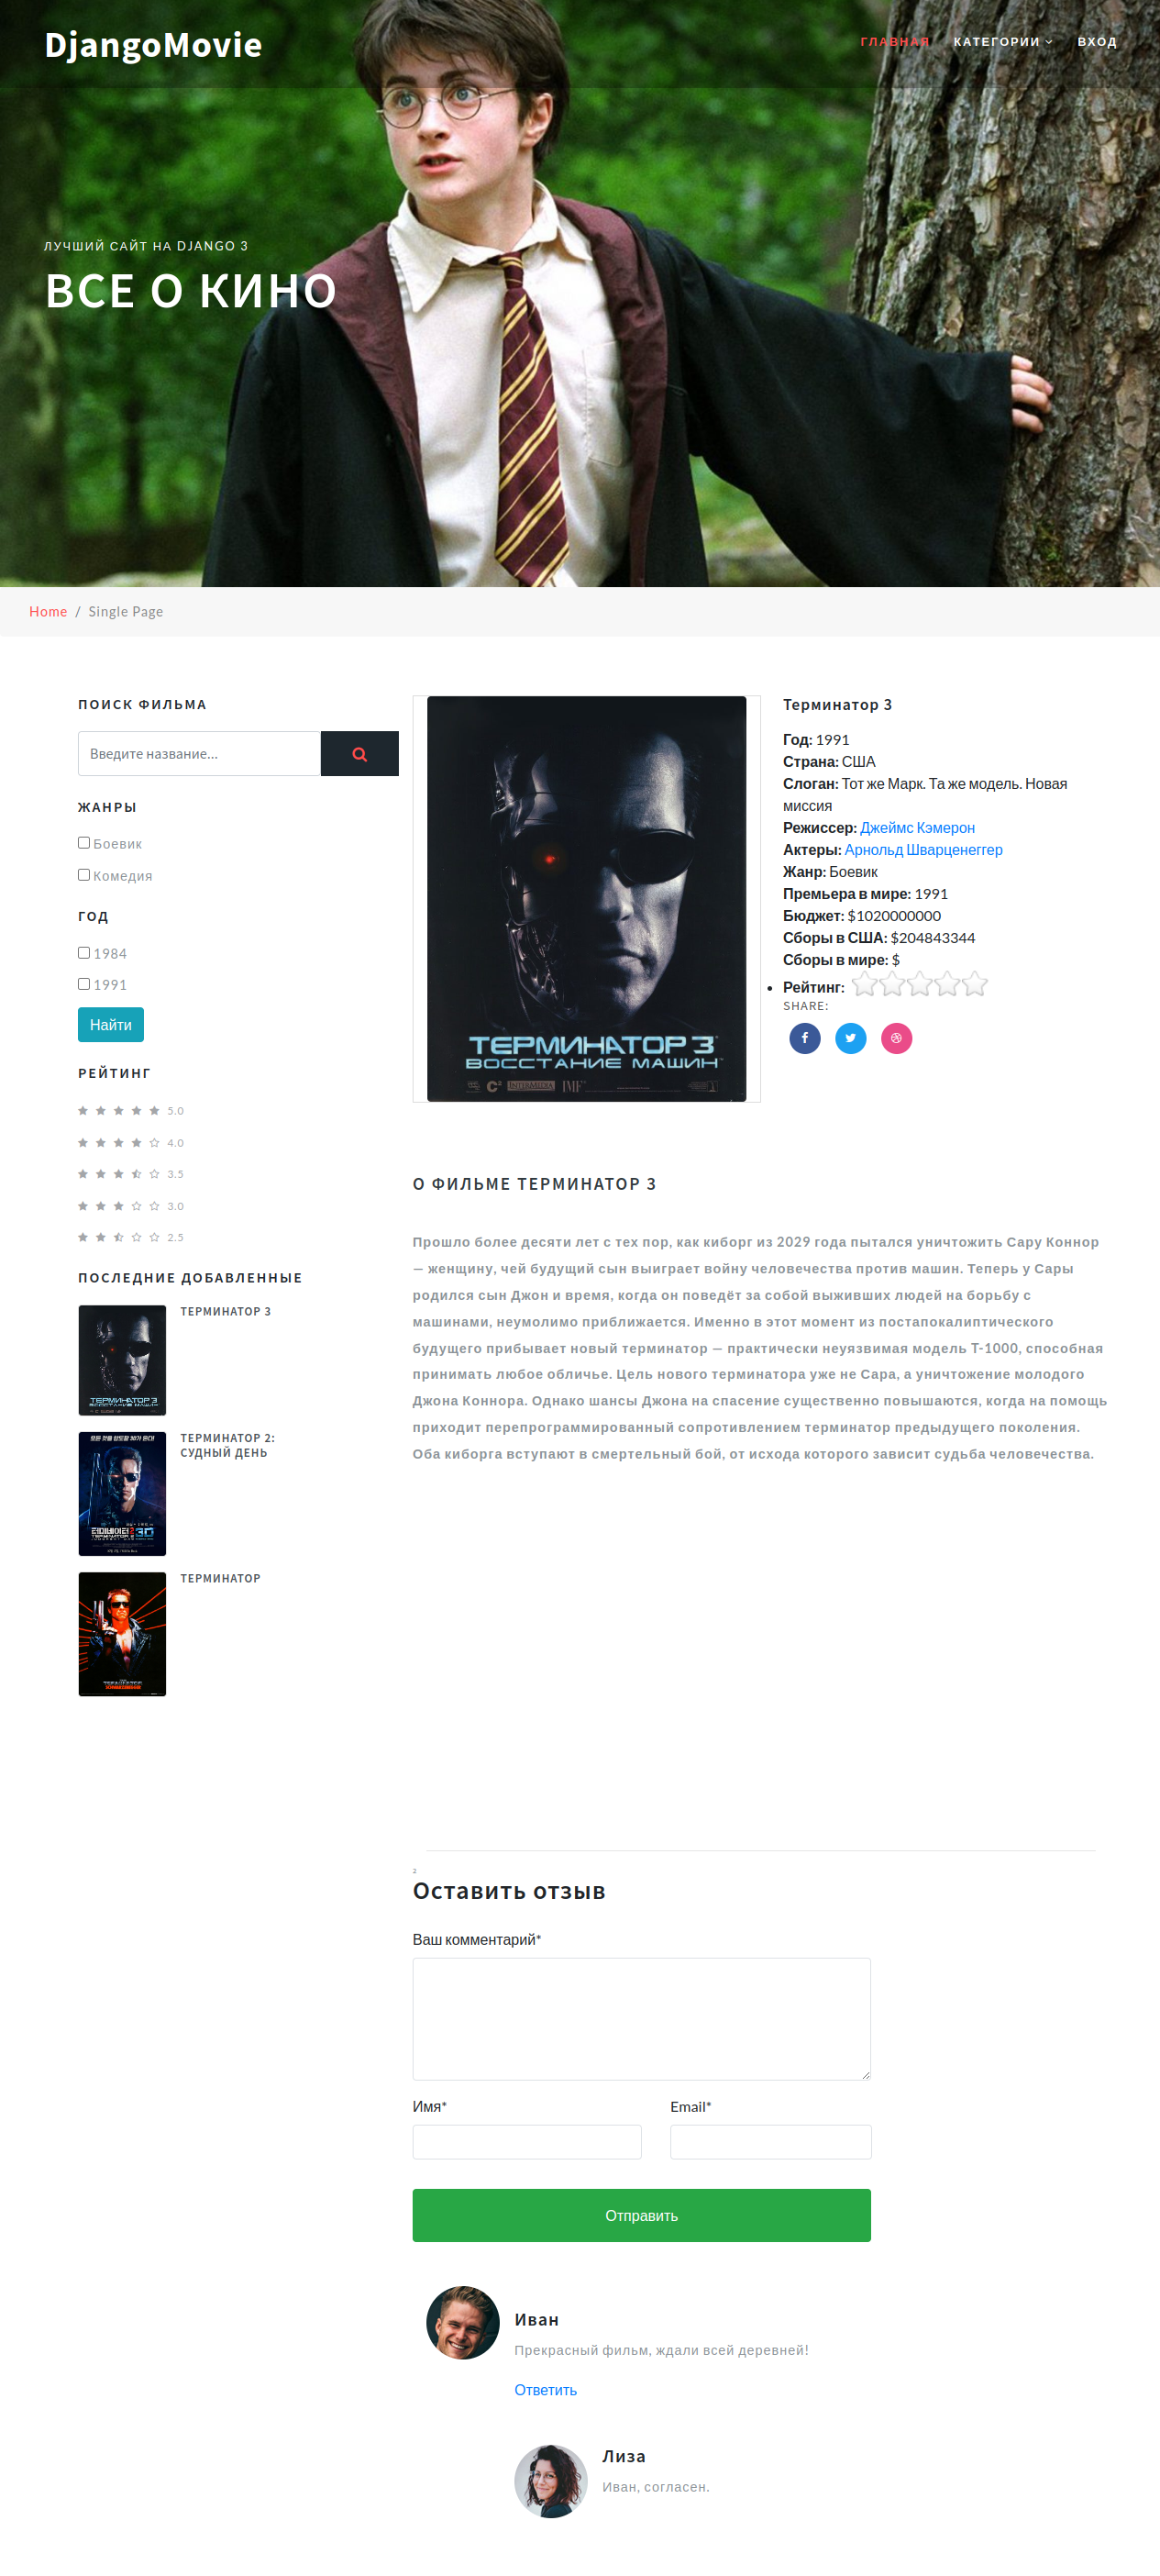 DjangoMovie
ГЛАВНАЯ КАТЕГОРИИ ВХОД
ЛУЧШИЙ САЙТ НА DJANGO 3
ВСЕ О КИНО
Home / Single Page
ПОИСК ФИЛЬМА
Введите название...
ЖАНРЫ
Боевик
Комедия
ГОД
1984
1991
Найти
РЕЙТИНГ
5.0
4.0
3.5
3.0
2.5
ПОСЛЕДНИЕ ДОБАВЛЕННЫЕ
ТЕРМИНАТОР 3
ТЕРМИНАТОР 3
ВОССТАНИЕ МАШИН
ТЕРМИНАТОР 2:
СУДНЫЙ ДЕНЬ
ТЕРМИНАТОР
ТЕРМИНАТОР 3
ВОССТАНИЕ МАШИН
C2 INTERMEDIA IMF
Терминатор 3
Год: 1991
Страна: США
Слоган: Тот же Марк. Та же модель. Новая
миссия
Режиссер: Джеймс Кэмерон
Актеры: Арнольд Шварценеггер
Жанр: Боевик
Премьера в мире: 1991
Бюджет: $1020000000
Сборы в США: $204843344
Сборы в мире: $
Рейтинг:
SHARE:
О ФИЛЬМЕ ТЕРМИНАТОР 3
Прошло более десяти лет с тех пор, как киборг из 2029 года пытался уничтожить Сару Коннор
— женщину, чей будущий сын выиграет войну человечества против машин. Теперь у Сары
родился сын Джон и время, когда он поведёт за собой выживших людей на борьбу с
машинами, неумолимо приближается. Именно в этот момент из постапокалиптического
будущего прибывает новый терминатор — практически неуязвимая модель T-1000, способная
принимать любое обличье. Цель нового терминатора уже не Сара, а уничтожение молодого
Джона Коннора. Однако шансы Джона на спасение существенно повышаются, когда на помощь
приходит перепрограммированный сопротивлением терминатор предыдущего поколения.
Оба киборга вступают в смертельный бой, от исхода которого зависит судьба человечества.
2
Оставить отзыв
Ваш комментарий*
Имя* Email*
Отправить
Иван
Прекрасный фильм, ждали всей деревней!
Ответить
Лиза
Иван, согласен.